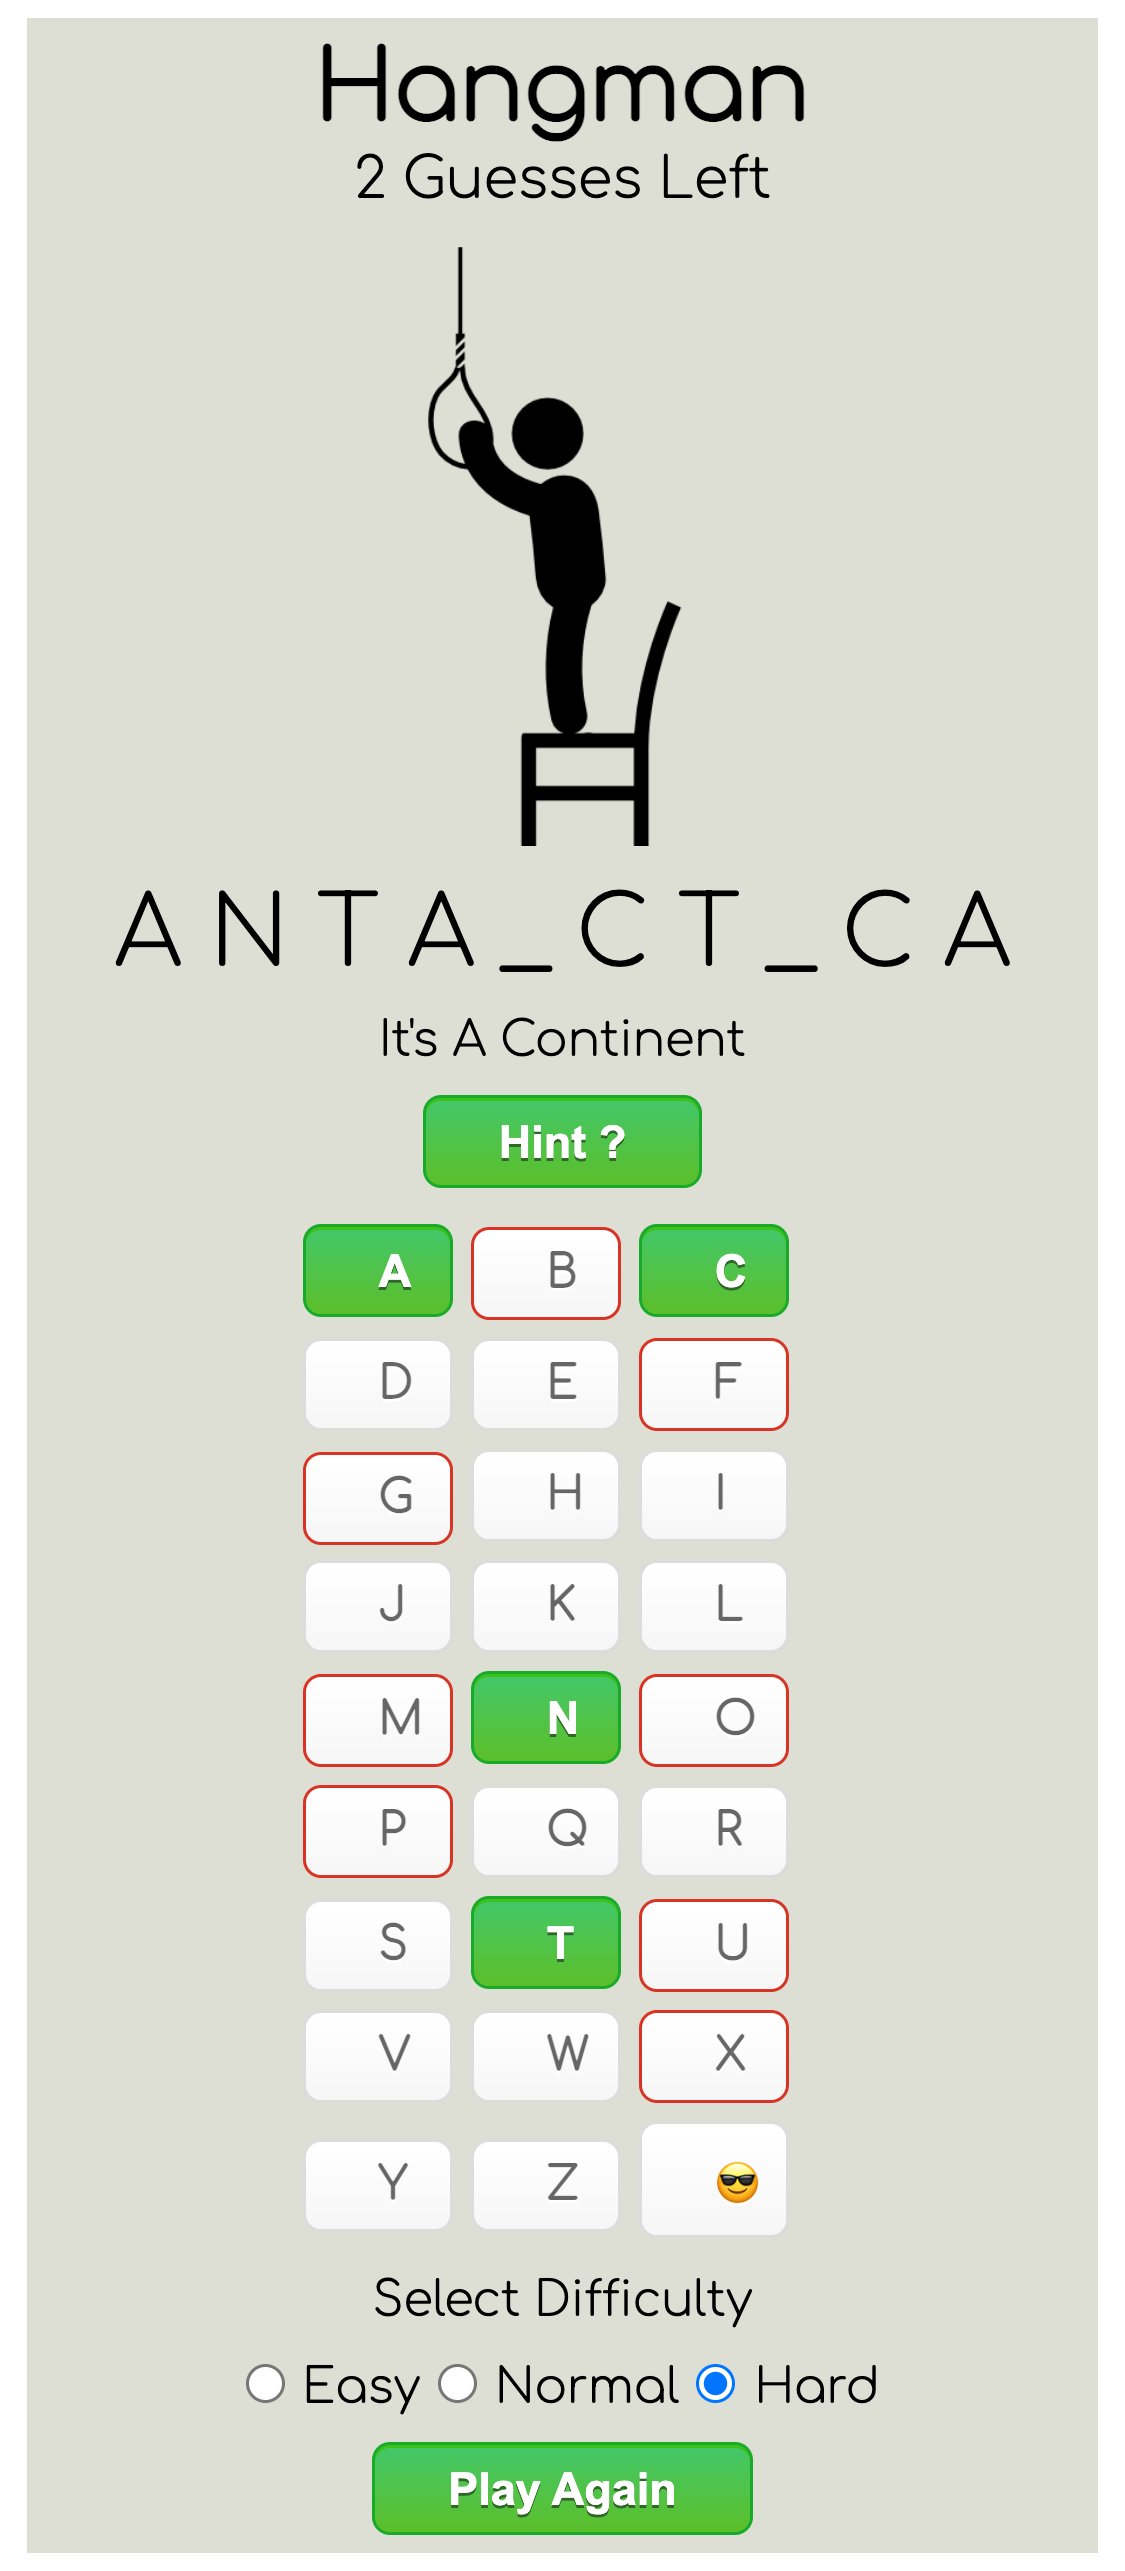 Hangman
2 Guesses Left
A N T A _ C T _ C A
It's A Continent
Hint ?
A B C
D E F
G H I
J K L
M N O
P Q R
S T U
V W X
Y Z 😎
Select Difficulty
Easy Normal Hard
Play Again